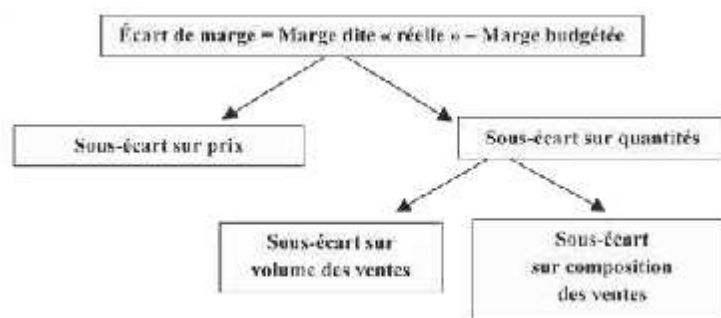 Écart de marge = Marge dite « réelle » – Marge budgétée
Sous-écart sur prix
Sous-écart sur quantités
Sous-écart sur
volume des ventes
Sous-écart
sur composition
des ventes